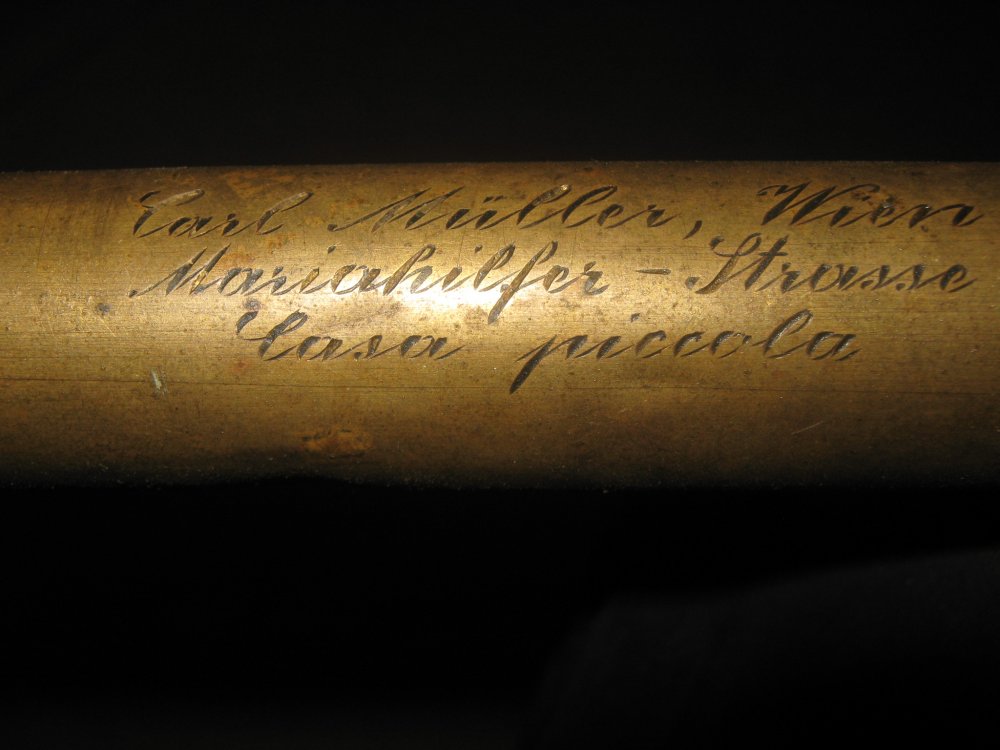 Carl Müller, Wien
Mariahilfer-Strasse
Casa piccola